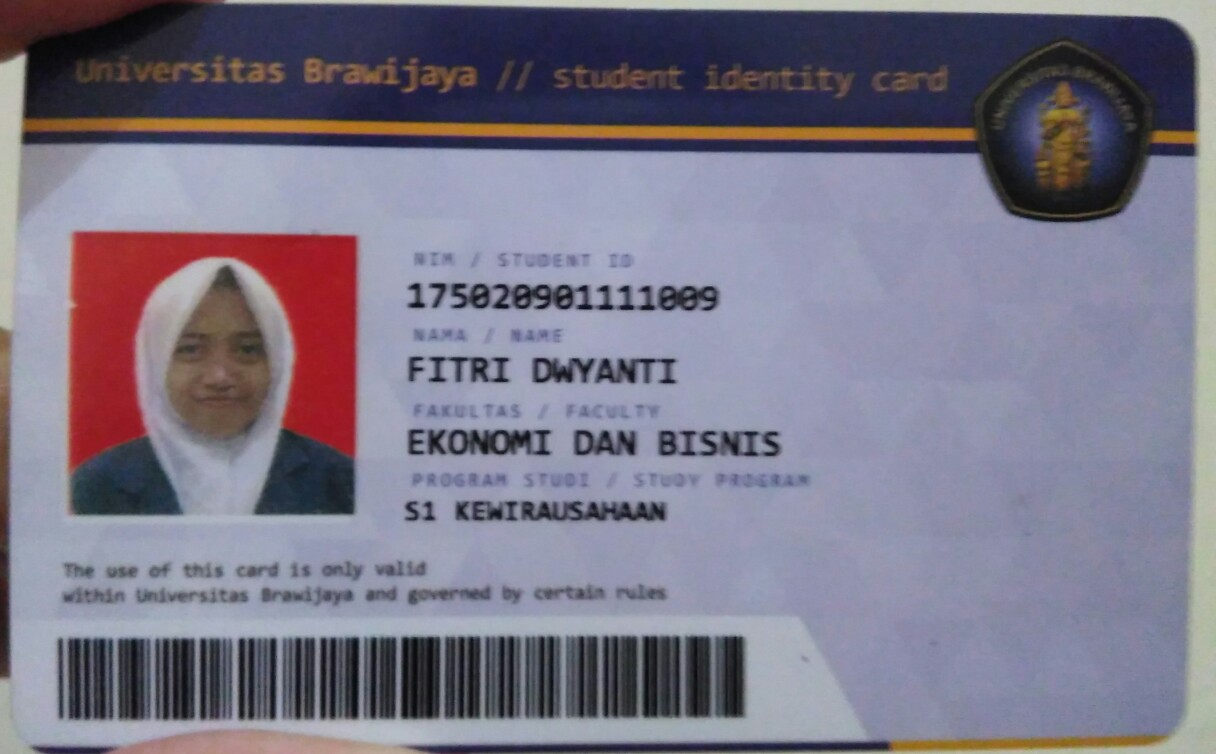 Universitas Brawijaya // student identity card
UNIVERSITAS BRAWIJAYA
NIM / STUDENT ID
175020901111009
NAMA / NAME
FITRI DWYANTI
FAKULTAS / FACULTY
EKONOMI DAN BISNIS
PROGRAM STUDI / STUDY PROGRAM
S1 KEWIRAUSAHAAN
The use of this card is only valid
within Universitas Brawijaya and governed by certain rules